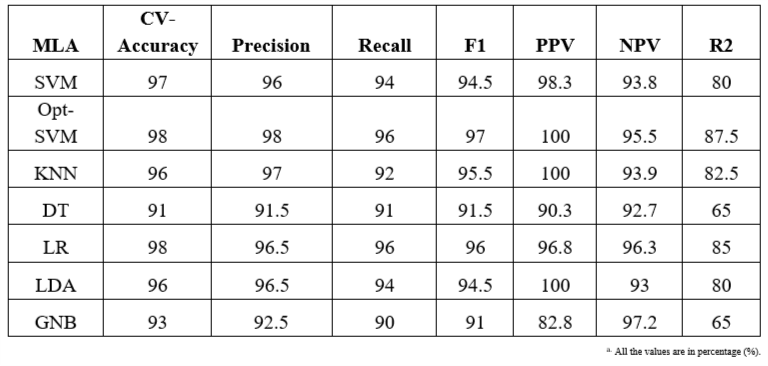 MLA CV-Accuracy Precision Recall F1 PPV NPV R2
SVM 97 96 94 94.5 98.3 93.8 80
Opt-SVM 98 98 96 97 100 95.5 87.5
KNN 96 97 92 95.5 100 93.9 82.5
DT 91 91.5 91 91.5 90.3 92.7 65
LR 98 96.5 96 96 96.8 96.3 85
LDA 96 96.5 94 94.5 100 93 80
GNB 93 92.5 90 91 82.8 97.2 65
a. All the values are in percentage (%).